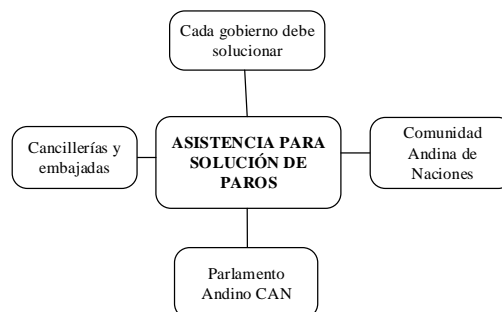 Cada gobierno debe
solucionar
Cancillerías y
embajadas
ASISTENCIA PARA
SOLUCIÓN DE
PAROS
Comunidad
Andina de
Naciones
Parlamento
Andino CAN